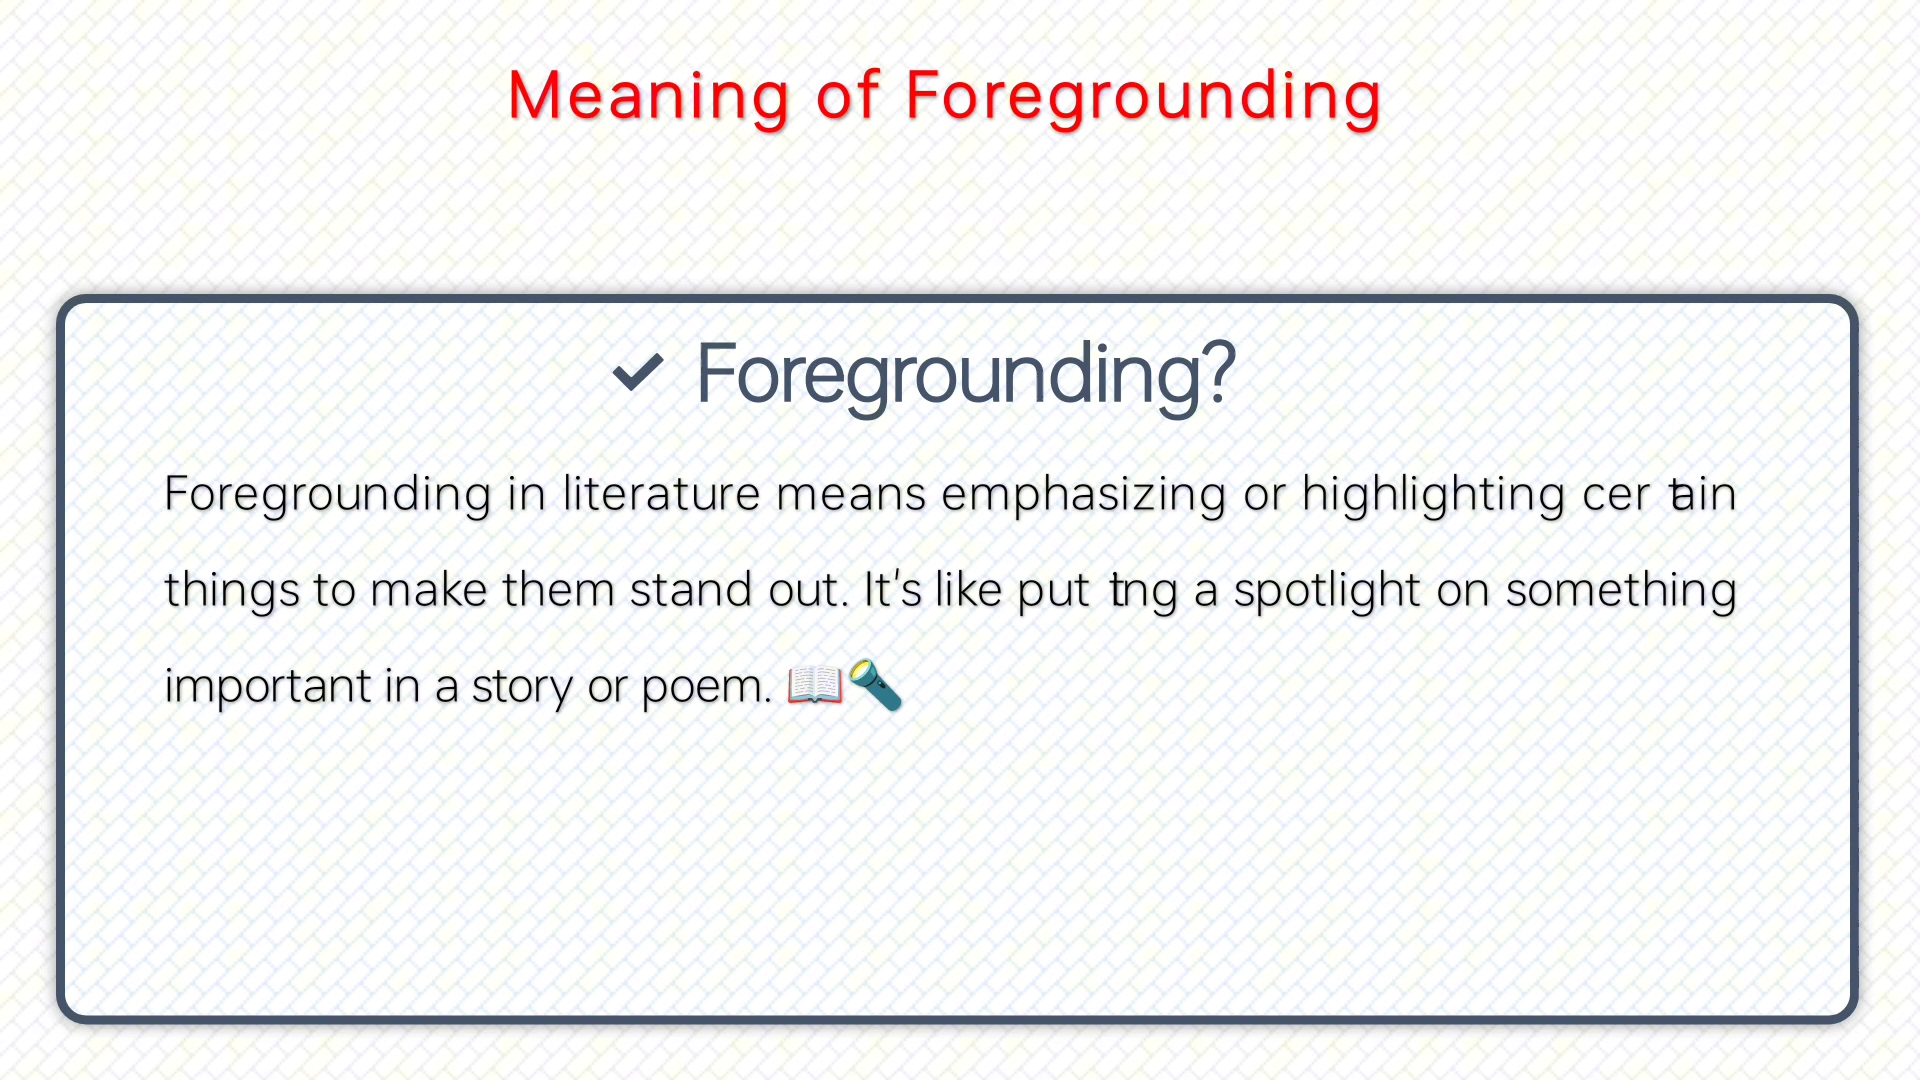 Meaning of Foregrounding
✔ Foregrounding?
Foregrounding in literature means emphasizing or highlighting cer tain
things to make them stand out. It's like put tng a spotlight on something
important in a story or poem. 📖🔦